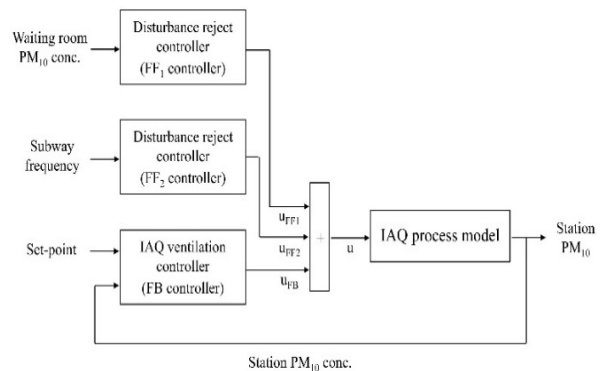 Waiting room
PM10 conc.
Disturbance reject
controller
(FF1 controller)
Subway
frequency
Disturbance reject
controller
(FF2 controller)
uFF1
uFF2
uFB
+
u
Set-point
IAQ ventilation
controller
(FB controller)
IAQ process model
Station
PM10
Station PM10 conc.